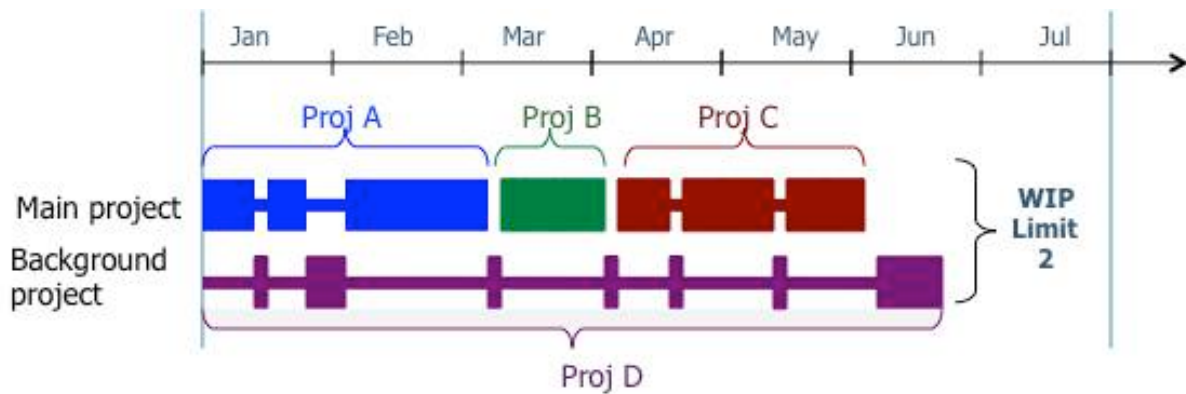 Jan Feb Mar Apr May Jun Jul
Proj A Proj B Proj C
Main project
WIP
Limit
2
Background
project
Proj D